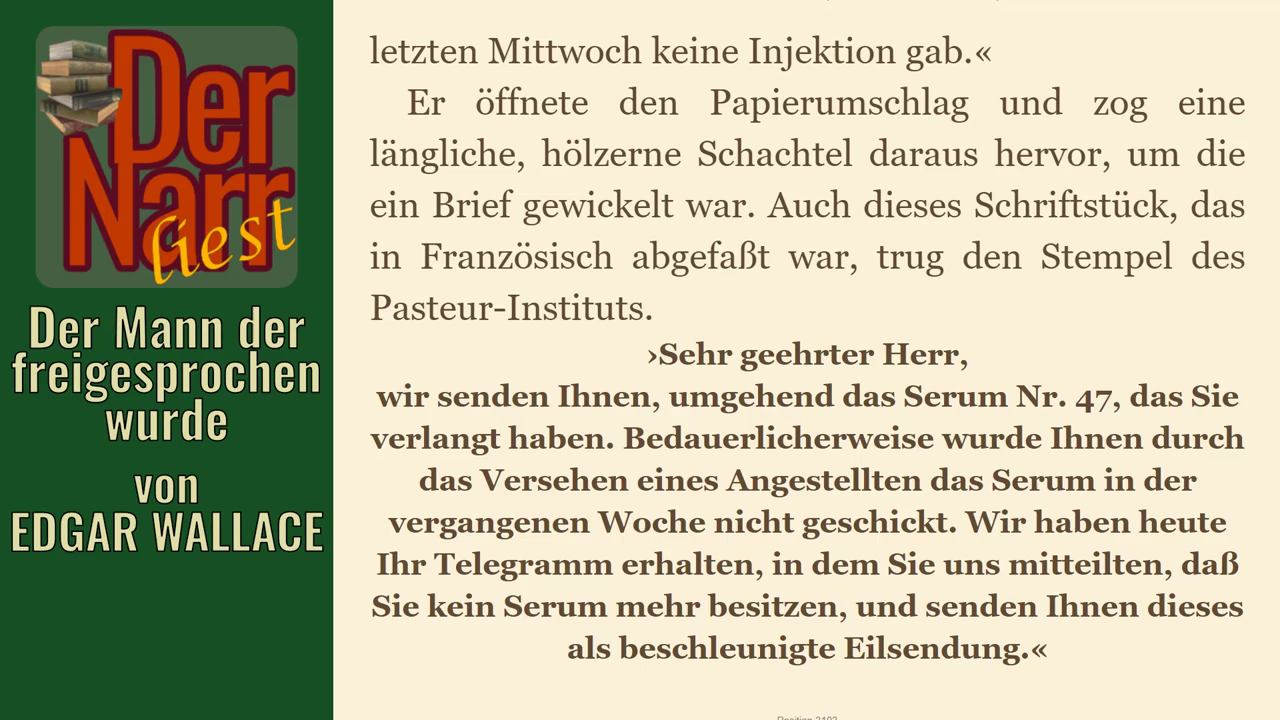 Der
Narr
liest
Der Mann der
freigesprochen
wurde
von
EDGAR WALLACE
letzten Mittwoch keine Injektion gab.«
Er öffnete den Papierumschlag und zog eine
längliche, hölzerne Schachtel daraus hervor, um die
ein Brief gewickelt war. Auch dieses Schriftstück, das
in Französisch abgefaßt war, trug den Stempel des
Pasteur-Instituts.
›Sehr geehrter Herr,
wir senden Ihnen, umgehend das Serum Nr. 47, das Sie
verlangt haben. Bedauerlicherweise wurde Ihnen durch
das Versehen eines Angestellten das Serum in der
vergangenen Woche nicht geschickt. Wir haben heute
Ihr Telegramm erhalten, in dem Sie uns mitteilten, daß
Sie kein Serum mehr besitzen, und senden Ihnen dieses
als beschleunigte Eilsendung.«